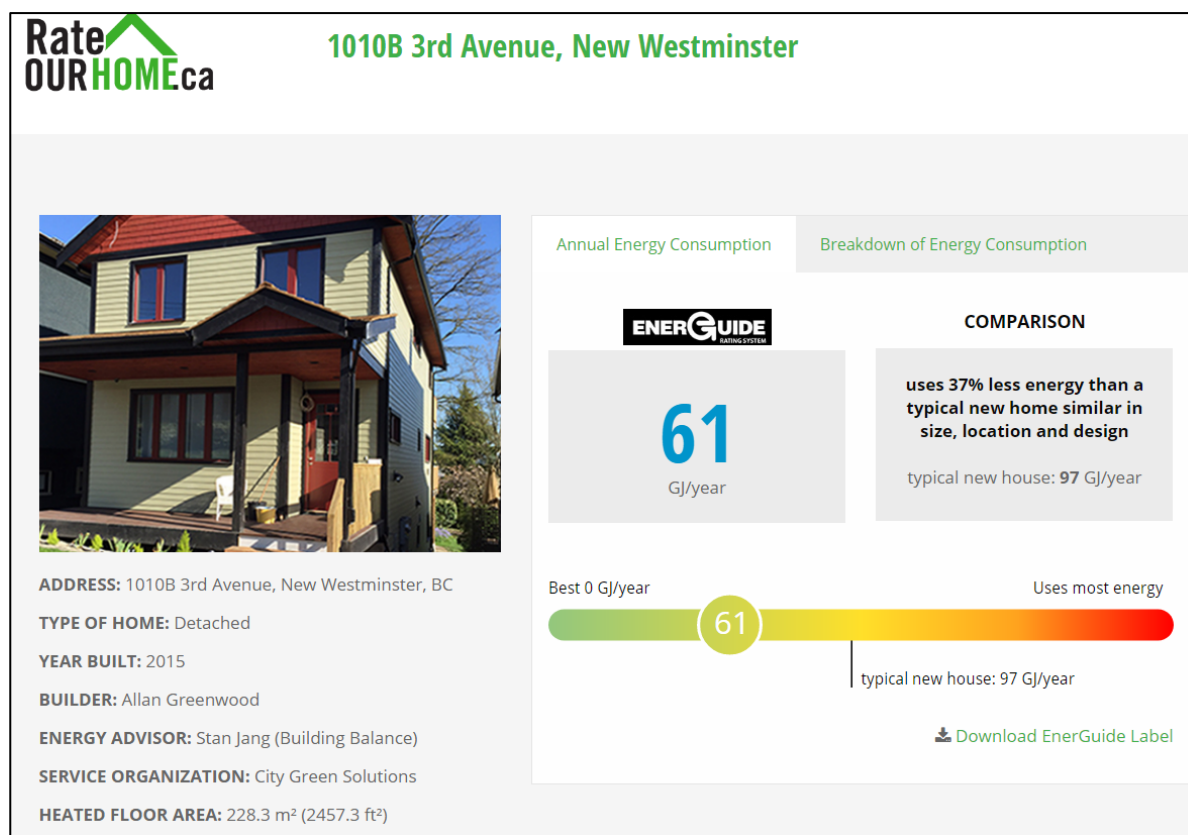 Rate
OUR HOME.ca
1010B 3rd Avenue, New Westminster
Annual Energy Consumption
Breakdown of Energy Consumption
ENERGUIDE
RATING SYSTEM
61
GJ/year
COMPARISON
uses 37% less energy than a
typical new home similar in
size, location and design
typical new house: 97 GJ/year
Best 0 GJ/year
Uses most energy
61
typical new house: 97 GJ/year
Download EnerGuide Label
ADDRESS: 1010B 3rd Avenue, New Westminster, BC
TYPE OF HOME: Detached
YEAR BUILT: 2015
BUILDER: Allan Greenwood
ENERGY ADVISOR: Stan Jang (Building Balance)
SERVICE ORGANIZATION: City Green Solutions
HEATED FLOOR AREA: 228.3 m² (2457.3 ft²)